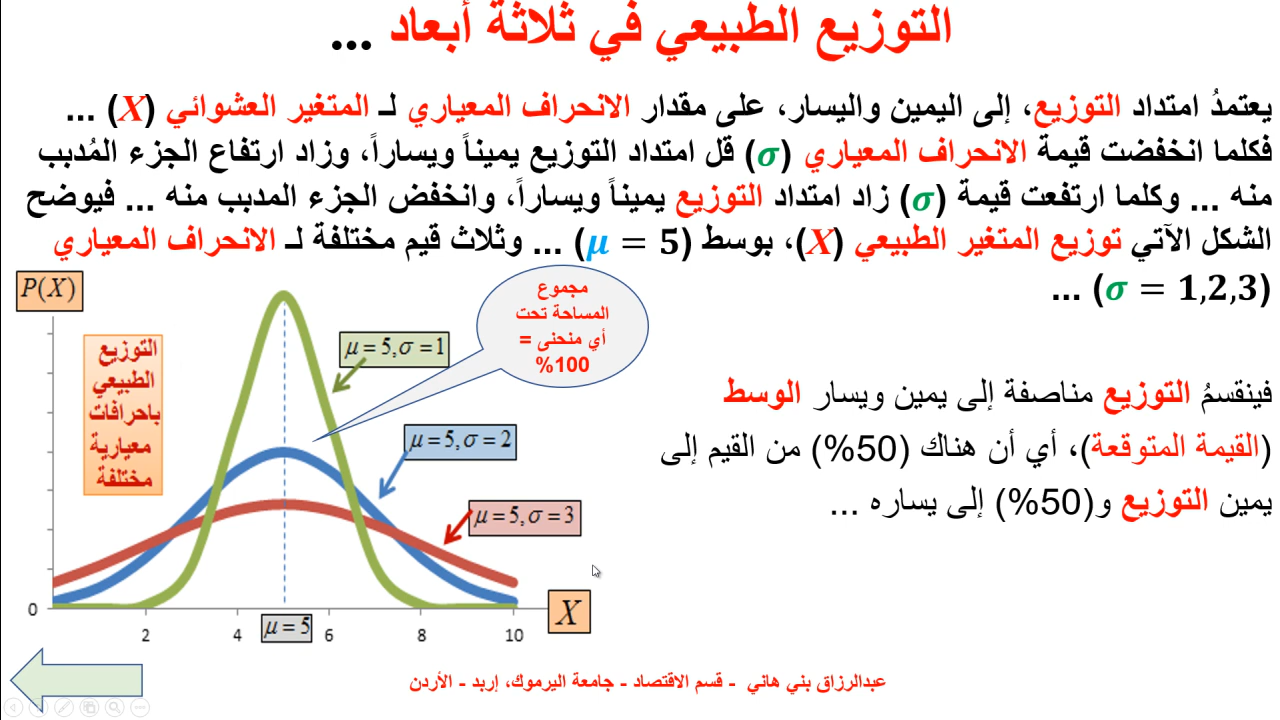 التوزيع الطبيعي في ثلاثة أبعاد ...
يعتمدُ امتداد التوزيع، إلى اليمين واليسار، على مقدار الانحراف المعياري لـ المتغير العشوائي (X) ...
فكلما انخفضت قيمة الانحراف المعياري (σ) قل امتداد التوزيع يميناً ويساراً، وزاد ارتفاع الجزء المُدبب
منه ... وكلما ارتفعت قيمة (σ) زاد امتداد التوزيع يميناً ويساراً، وانخفض الجزء المدبب منه ... فيوضح
الشكل الآتي توزيع المتغير الطبيعي (X)، بوسط (μ = 5) ... وثلاث قيم مختلفة لـ الانحراف المعياري
(σ = 1,2,3) ...
فينقسمُ التوزيع مناصفة إلى يمين ويسار الوسط
(القيمة المتوقعة)، أي أن هناك (50%) من القيم إلى
يمين التوزيع و(50%) إلى يساره ...
P(X)
التوزيع
الطبيعي
باحرافات
معيارية
مختلفة
مجموع
المساحة تحت
أي منحنى =
100%
μ = 5, σ = 1
μ = 5, σ = 2
μ = 5, σ = 3
0
2
4
μ = 5
6
8
10
X
عبدالرزاق بني هاني - قسم الاقتصاد - جامعة اليرموك، إربد - الأردن